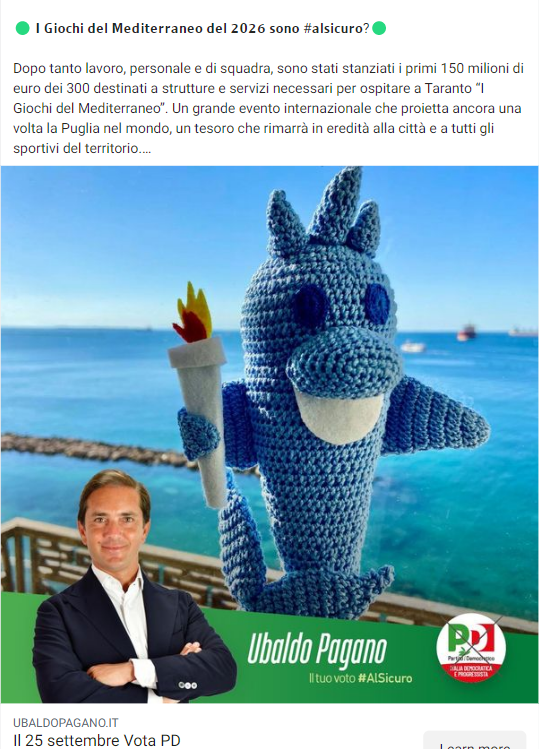 I Giochi del Mediterraneo del 2026 sono #alsicuro?
Dopo tanto lavoro, personale e di squadra, sono stati stanziati i primi 150 milioni di
euro dei 300 destinati a strutture e servizi necessari per ospitare a Taranto “I
Giochi del Mediterraneo”. Un grande evento internazionale che proietta ancora una
volta la Puglia nel mondo, un tesoro che rimarrà in eredità alla città e a tutti gli
sportivi del territorio....
Ubaldo Pagano
Il tuo voto #AlSicuro
PD
Partito Democratico
ITALIA DEMOCRATICA
E PROGRESSISTA
UBALDOPAGANO.IT
Il 25 settembre Vota PD
Learn more